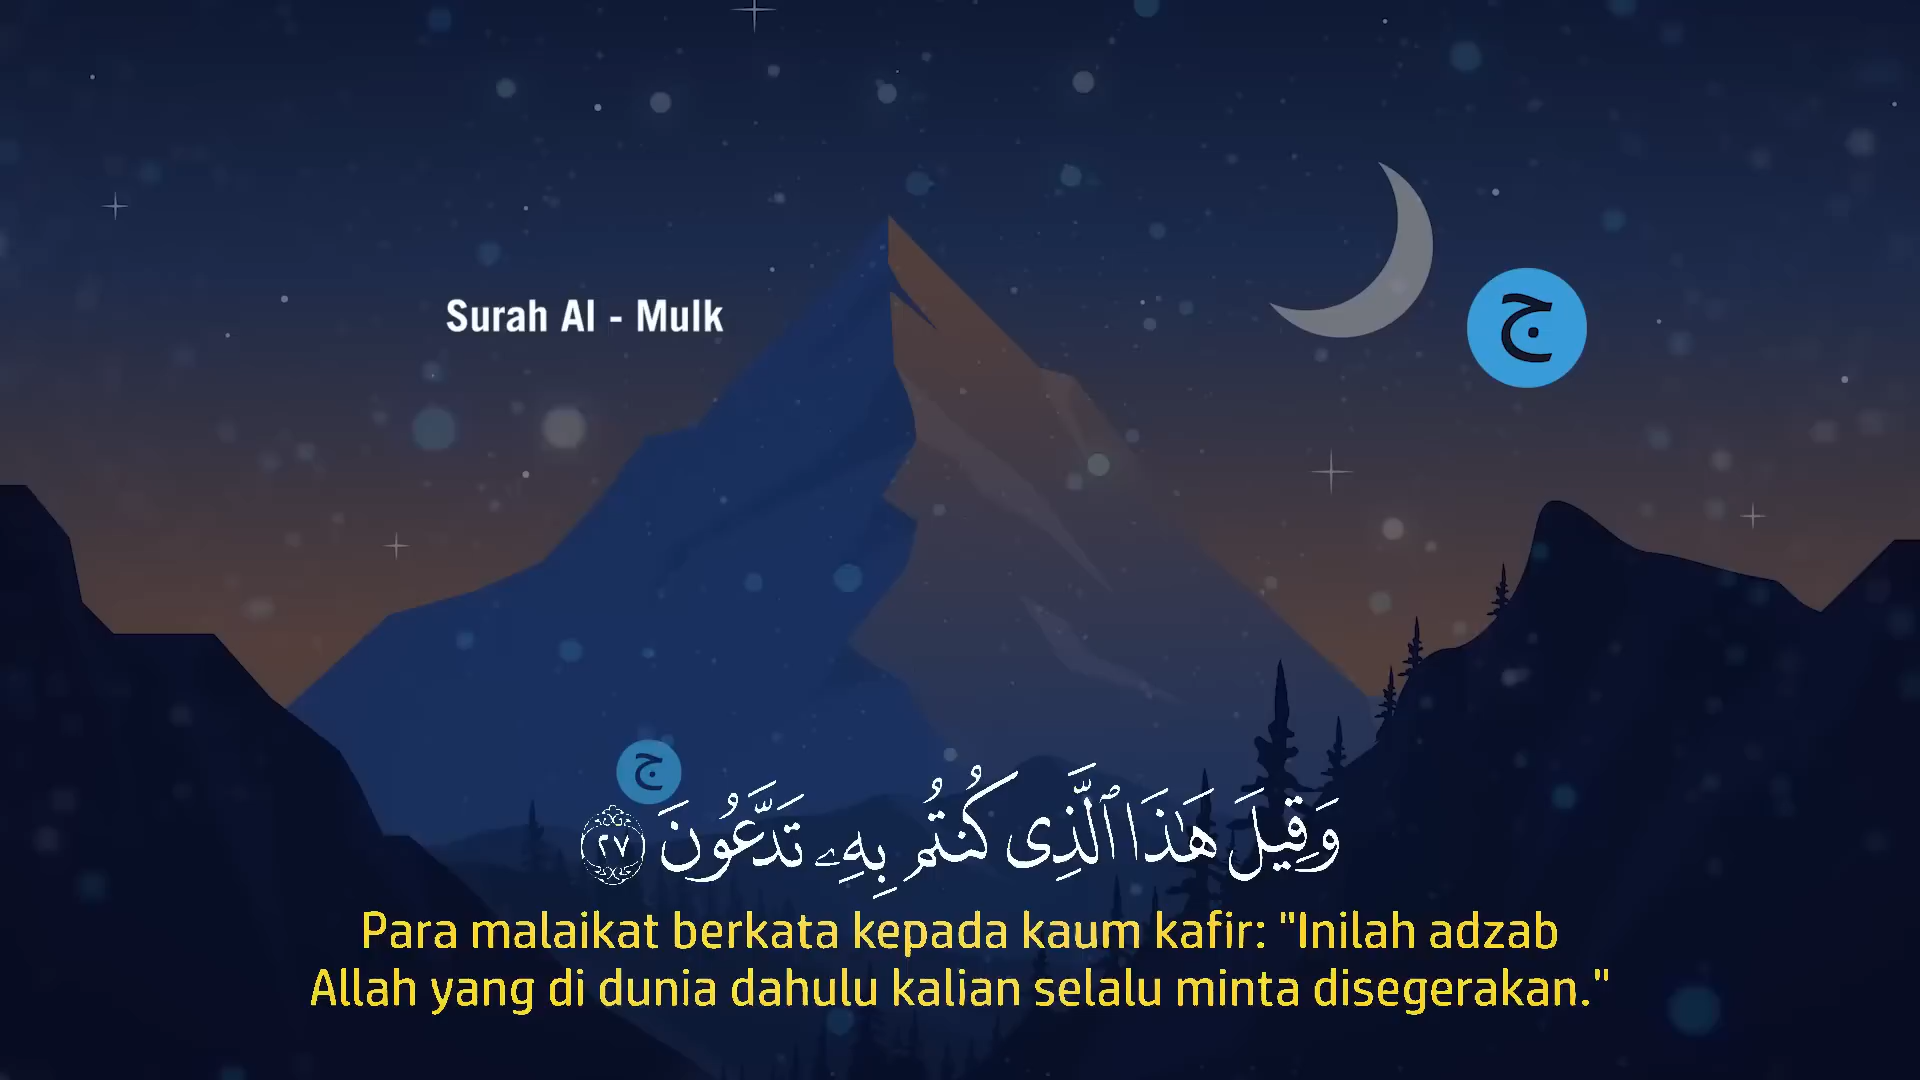 Surah Al - Mulk
ج
ج
وَقِيلَ هَٰذَا ٱلَّذِى كُنتُم بِهِۦ تَدَّعُونَ ٢٧
Para malaikat berkata kepada kaum kafir: "Inilah adzab
Allah yang di dunia dahulu kalian selalu minta disegerakan."